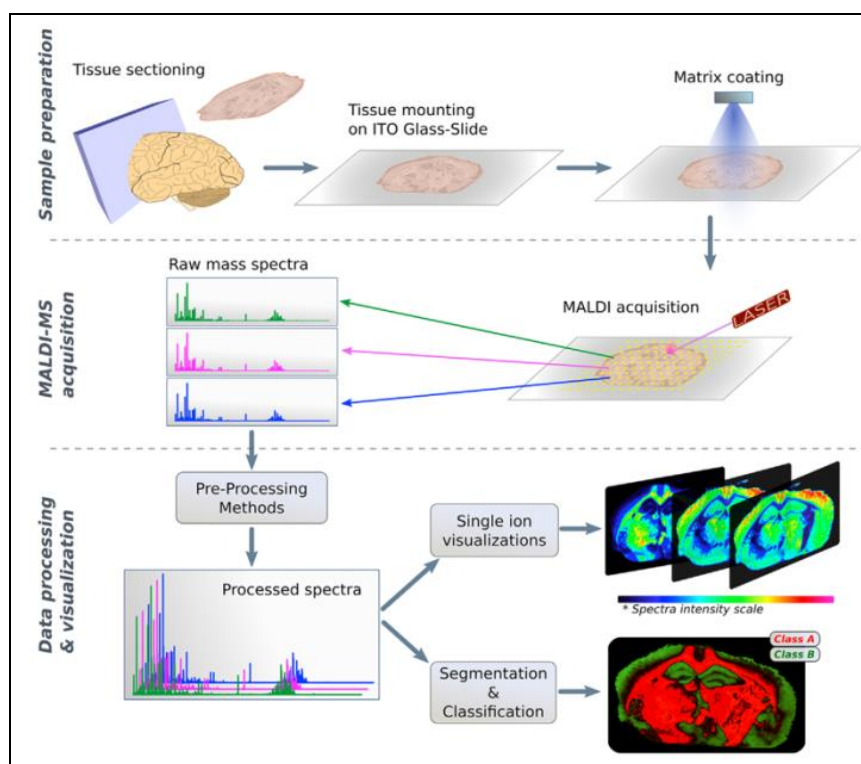 Sample preparation
Tissue sectioning
Tissue mounting
on ITO Glass-Slide
Matrix coating
MALDI-MS
acquisition
Raw mass spectra
MALDI acquisition
LASER
Data processing
& visualization
Pre-Processing
Methods
Processed spectra
Single ion
visualizations
* Spectra intensity scale
Segmentation
&
Classification
Class A
Class B